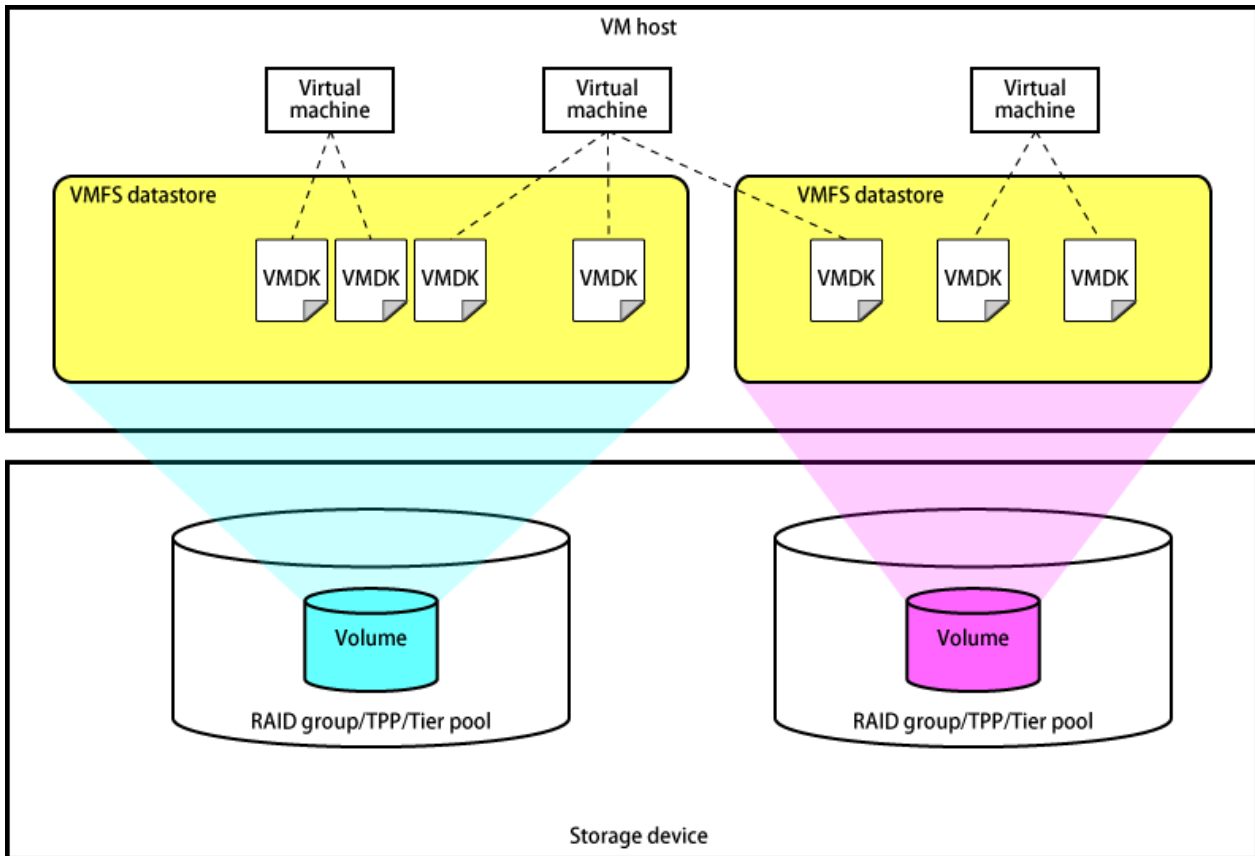 VM host
Virtual
machine
Virtual
machine
Virtual
machine
VMFS datastore
VMFS datastore
VMDK
VMDK
VMDK
VMDK
VMDK
VMDK
VMDK
Volume
Volume
RAID group/TPP/Tier pool
RAID group/TPP/Tier pool
Storage device